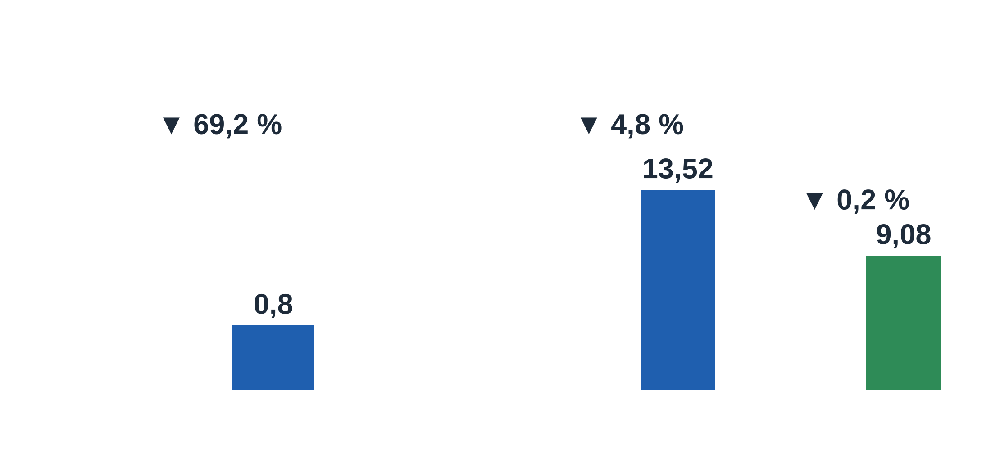 ▼ 69,2 %
0,8
▼ 4,8 %
13,52
▼ 0,2 %
9,08